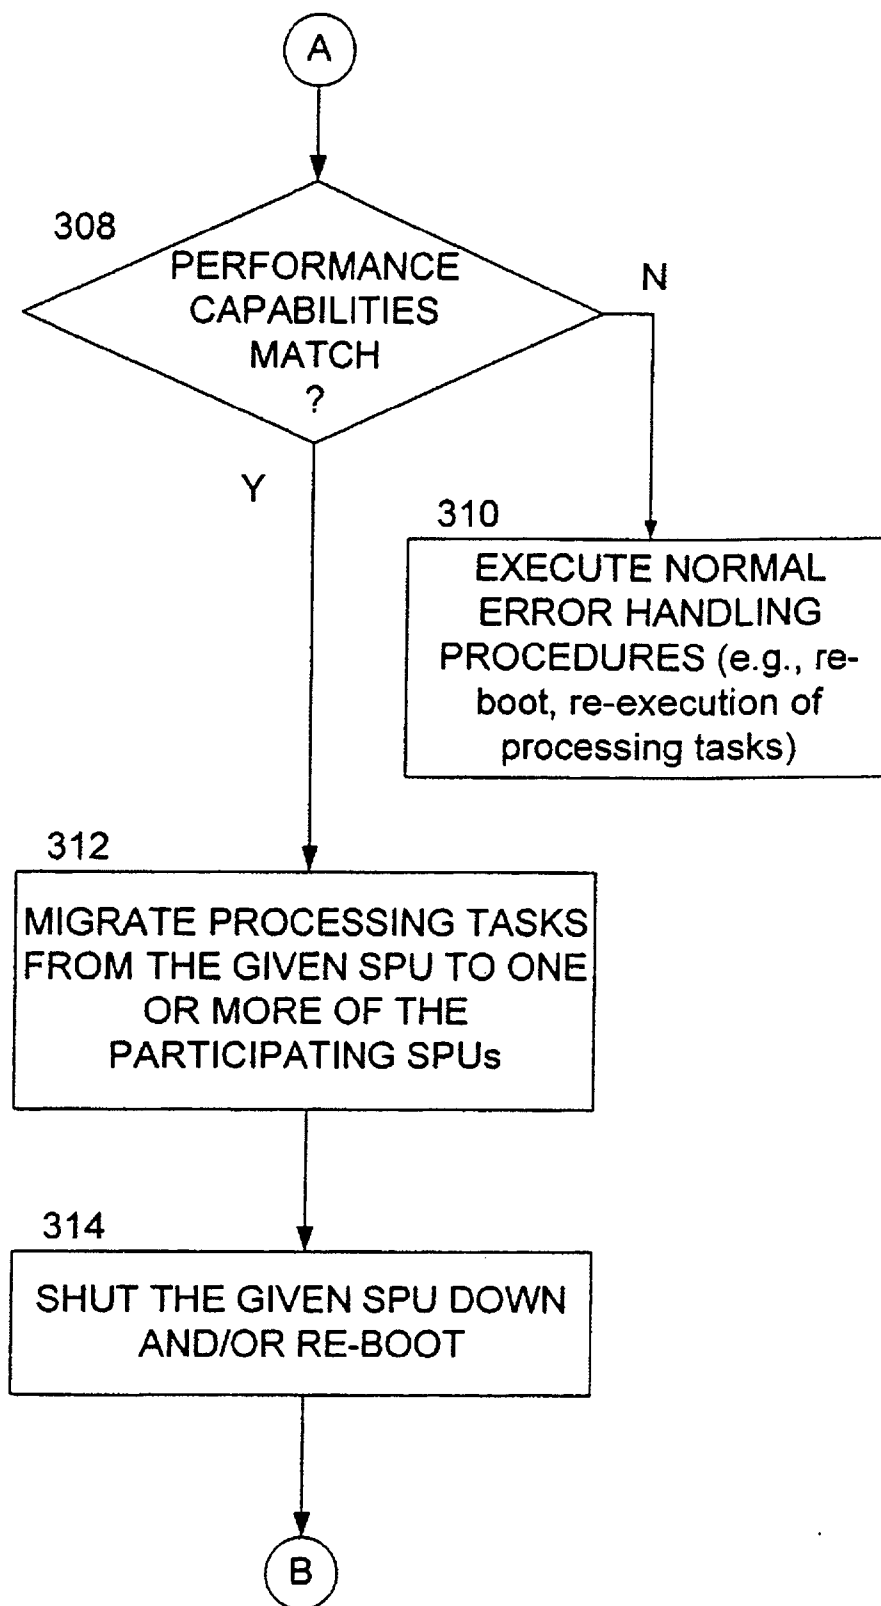 A
308
PERFORMANCE
CAPABILITIES
MATCH
?
N
Y
310
EXECUTE NORMAL
ERROR HANDLING
PROCEDURES (e.g., re-
boot, re-execution of
processing tasks)
312
MIGRATE PROCESSING TASKS
FROM THE GIVEN SPU TO ONE
OR MORE OF THE
PARTICIPATING SPUs
314
SHUT THE GIVEN SPU DOWN
AND/OR RE-BOOT
B